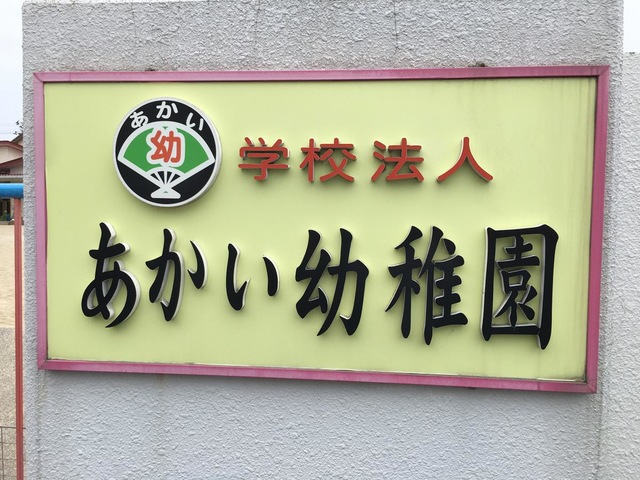 あかい
幼
学校法人
あかい幼稚園